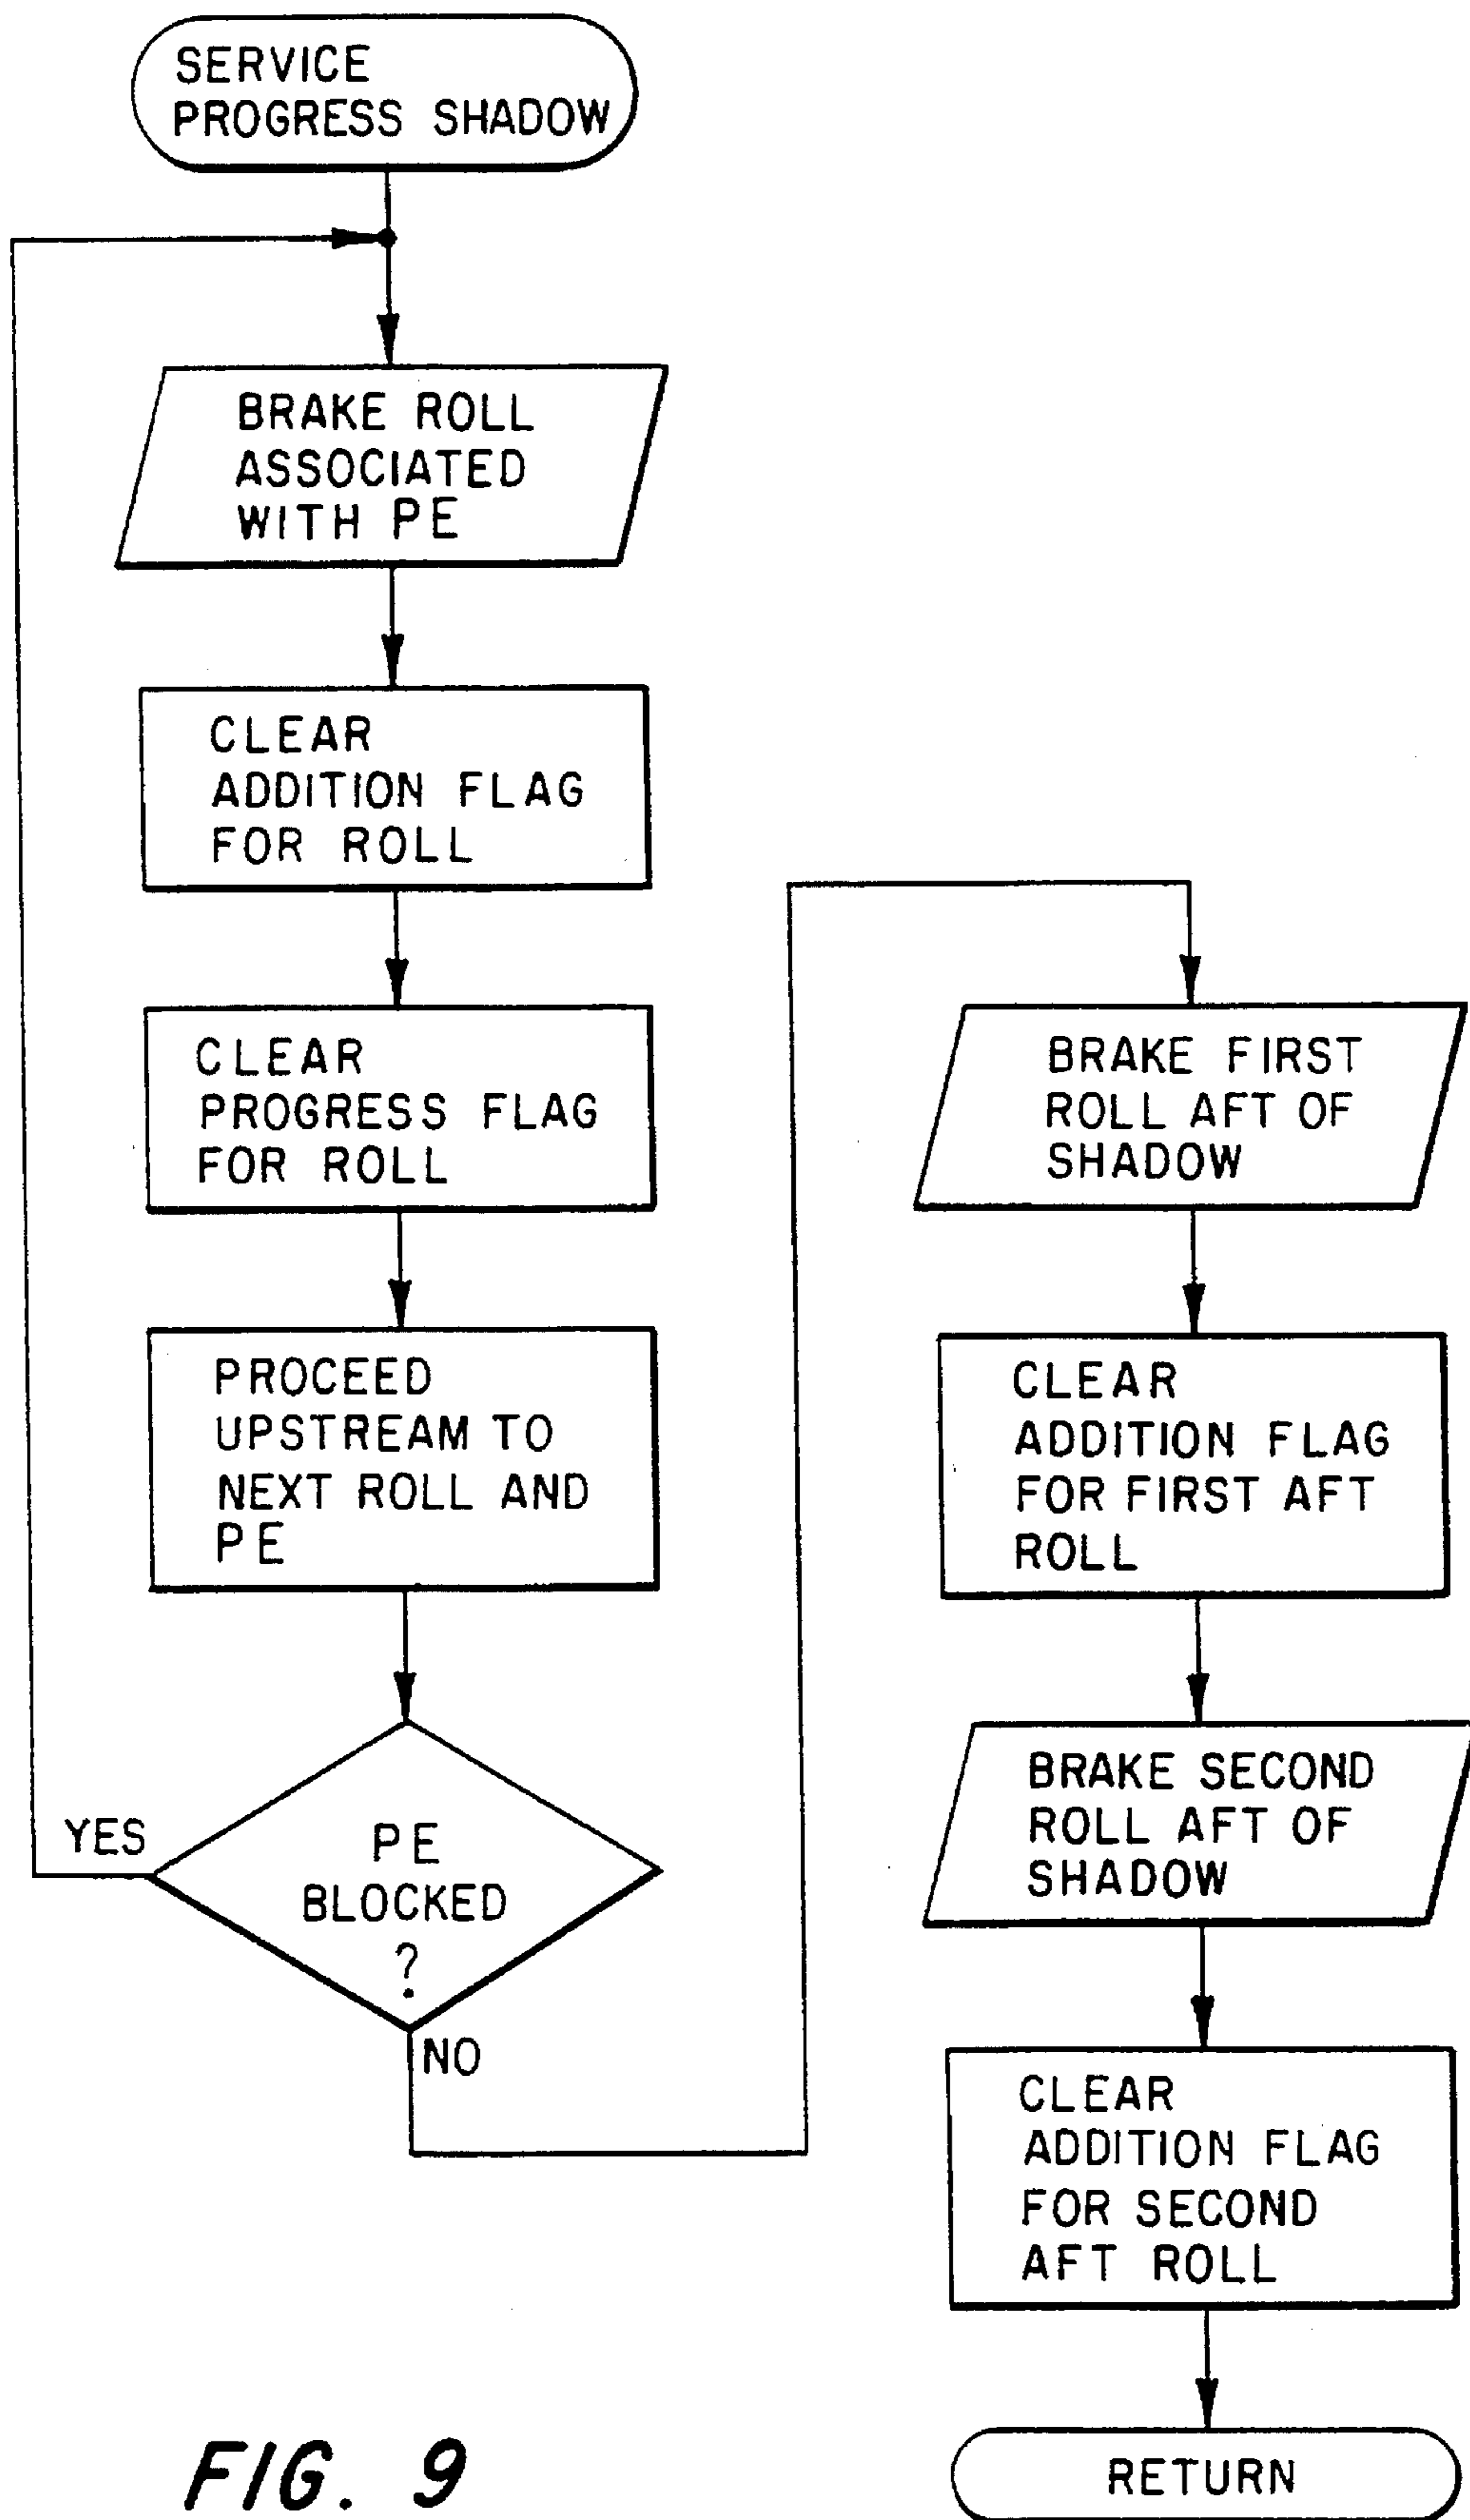 SERVICE
PROGRESS SHADOW
BRAKE ROLL
ASSOCIATED
WITH PE
CLEAR
ADDITION FLAG
FOR ROLL
CLEAR
PROGRESS FLAG
FOR ROLL
PROCEED
UPSTREAM TO
NEXT ROLL AND
PE
PE
BLOCKED
?
YES
NO
BRAKE FIRST
ROLL AFT OF
SHADOW
CLEAR
ADDITION FLAG
FOR FIRST AFT
ROLL
BRAKE SECOND
ROLL AFT OF
SHADOW
CLEAR
ADDITION FLAG
FOR SECOND
AFT ROLL
RETURN
FIG. 9